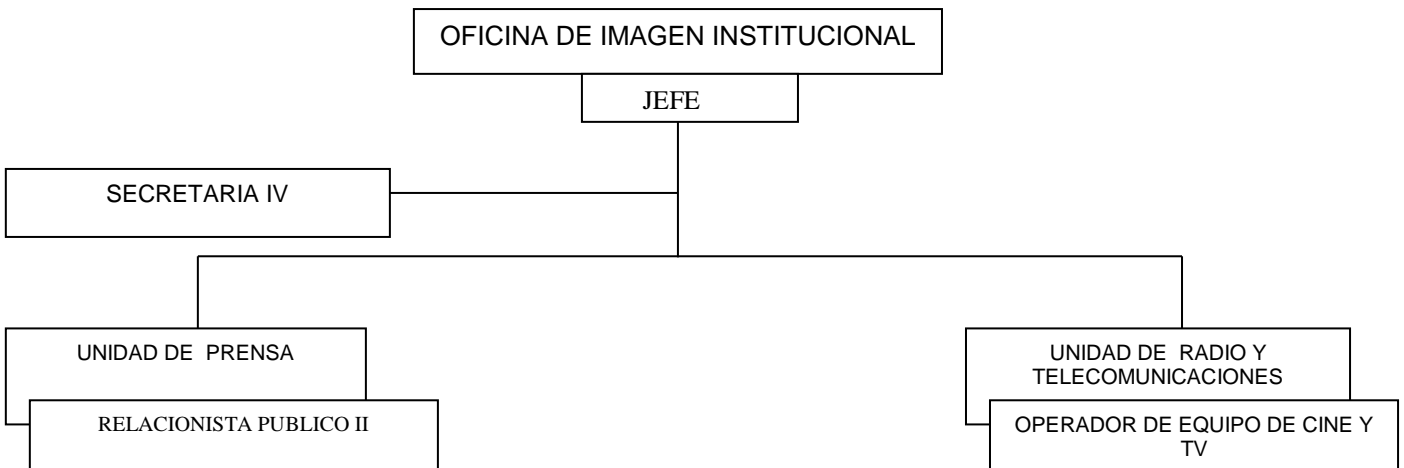 OFICINA DE IMAGEN INSTITUCIONAL
JEFE
SECRETARIA IV
UNIDAD DE PRENSA
RELACIONISTA PUBLICO II
UNIDAD DE RADIO Y
TELECOMUNICACIONES
OPERADOR DE EQUIPO DE CINE Y
TV